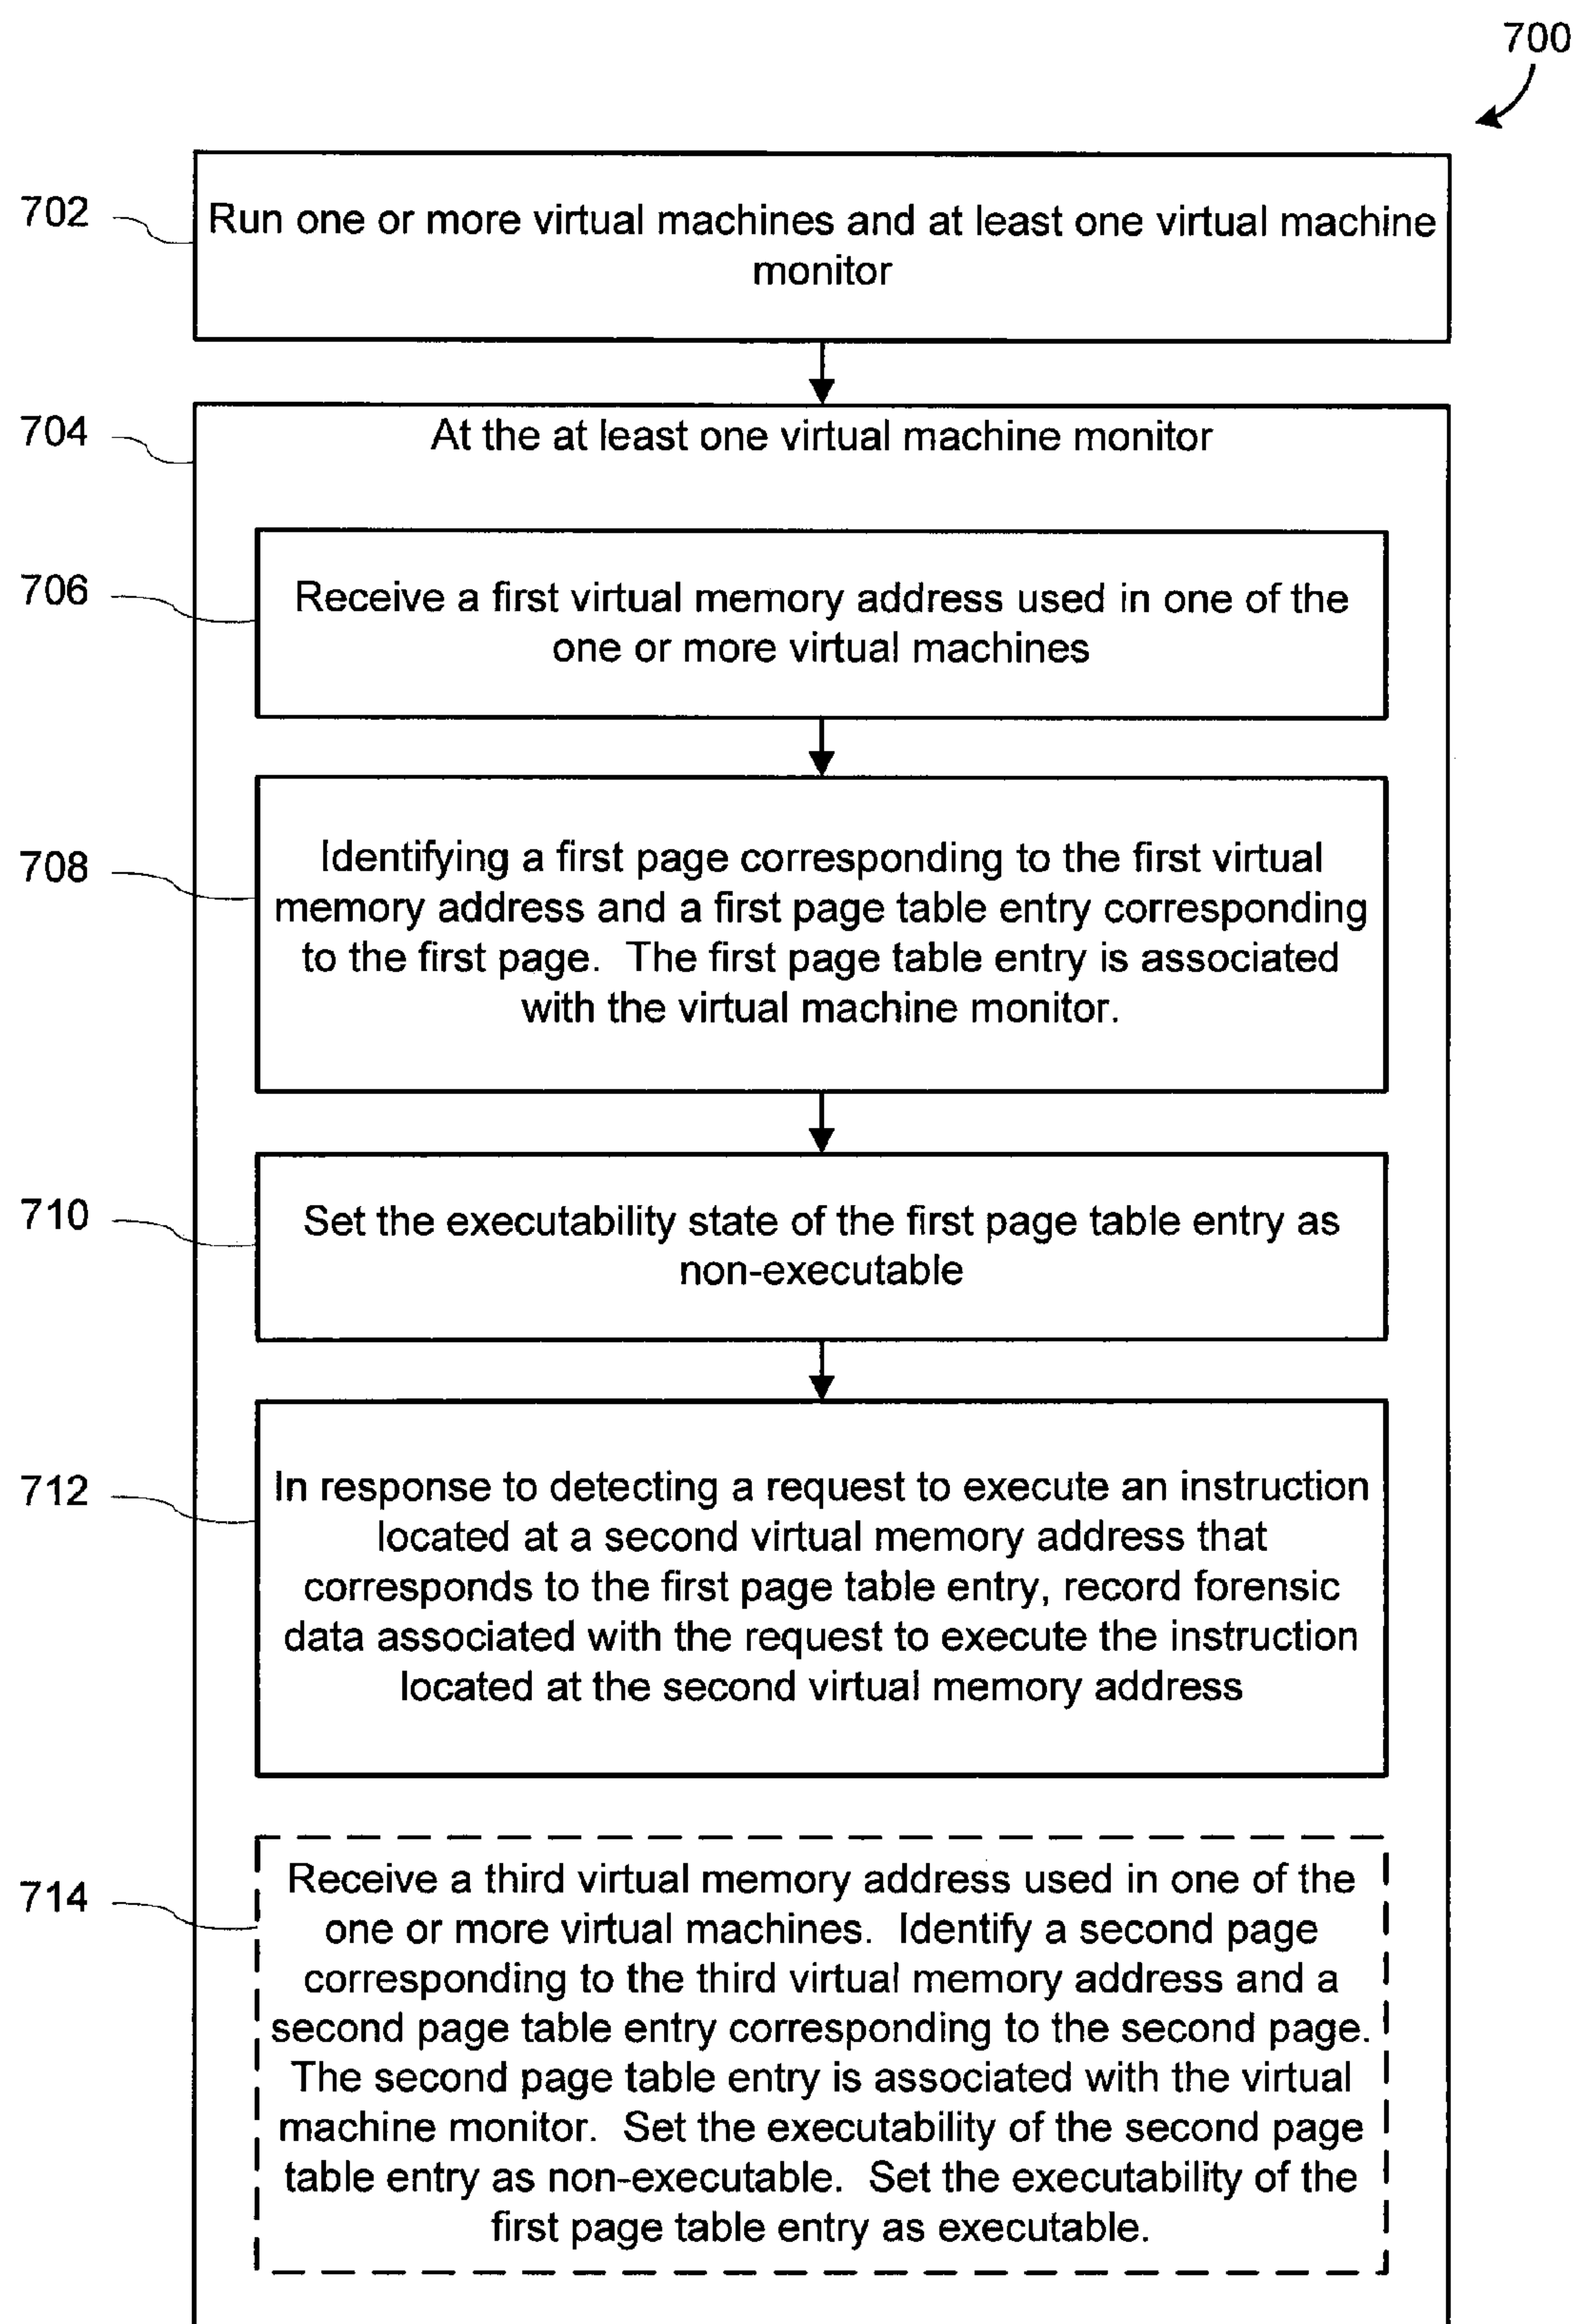 700
702
Run one or more virtual machines and at least one virtual machine
monitor
704
At the at least one virtual machine monitor
706
Receive a first virtual memory address used in one of the
one or more virtual machines
708
Identifying a first page corresponding to the first virtual
memory address and a first page table entry corresponding
to the first page.  The first page table entry is associated
with the virtual machine monitor.
710
Set the executability state of the first page table entry as
non-executable
712
In response to detecting a request to execute an instruction
located at a second virtual memory address that
corresponds to the first page table entry, record forensic
data associated with the request to execute the instruction
located at the second virtual memory address
714
Receive a third virtual memory address used in one of the
one or more virtual machines.  Identify a second page
corresponding to the third virtual memory address and a
second page table entry corresponding to the second page.
The second page table entry is associated with the virtual
machine monitor.  Set the executability of the second page
table entry as non-executable.  Set the executability of the
first page table entry as executable.